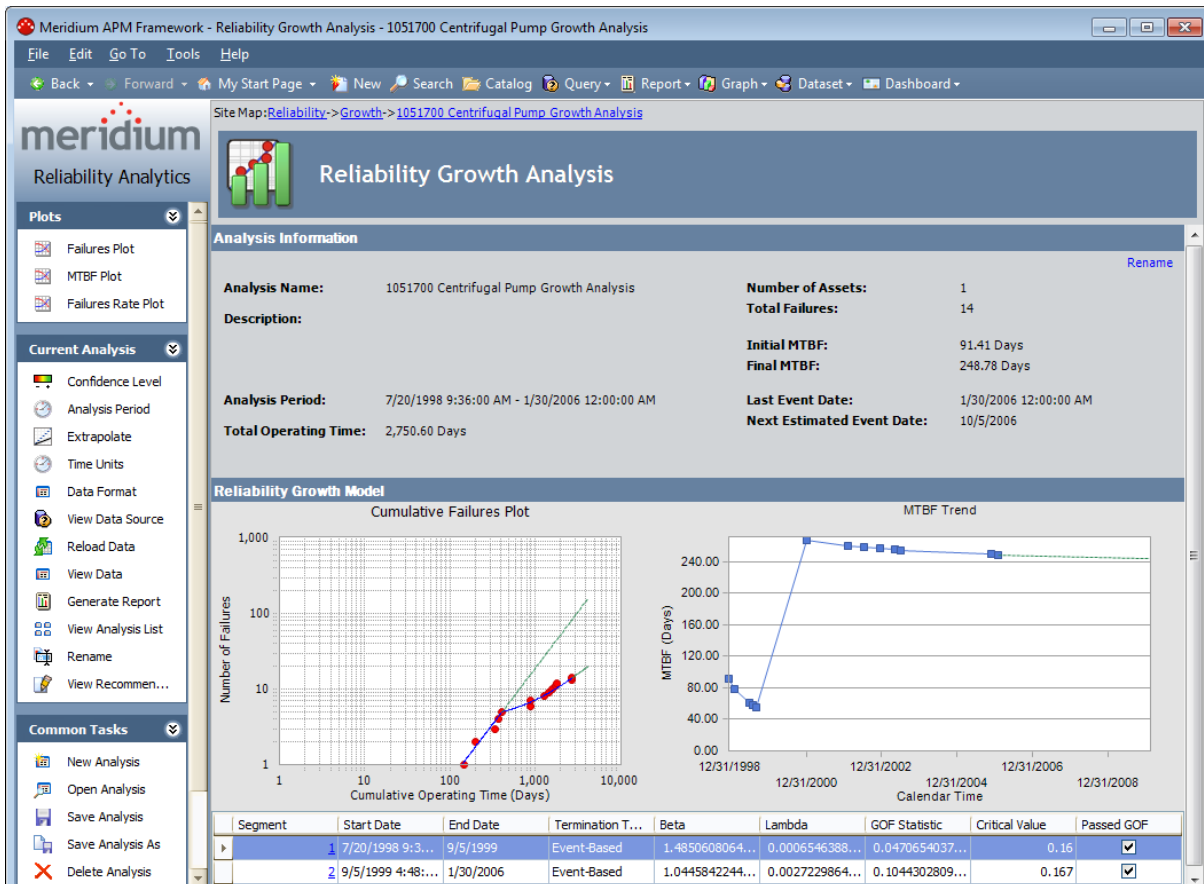 Meridium APM Framework - Reliability Growth Analysis - 1051700 Centrifugal Pump Growth Analysis
File Edit Go To Tools Help
Back Forward My Start Page New Search Catalog Query Report Graph Dataset Dashboard
meridium
Reliability Analytics
Plots
Failures Plot
MTBF Plot
Failures Rate Plot
Current Analysis
Confidence Level
Analysis Period
Extrapolate
Time Units
Data Format
View Data Source
Reload Data
View Data
Generate Report
View Analysis List
Rename
View Recommen...
Common Tasks
New Analysis
Open Analysis
Save Analysis
Save Analysis As
Delete Analysis
Site Map:Reliability->Growth->1051700 Centrifugal Pump Growth Analysis
Reliability Growth Analysis
Analysis Information
Rename
Analysis Name: 1051700 Centrifugal Pump Growth Analysis
Description:
Analysis Period: 7/20/1998 9:36:00 AM - 1/30/2006 12:00:00 AM
Total Operating Time: 2,750.60 Days
Number of Assets: 1
Total Failures: 14
Initial MTBF: 91.41 Days
Final MTBF: 248.78 Days
Last Event Date: 1/30/2006 12:00:00 AM
Next Estimated Event Date: 10/5/2006
Reliability Growth Model
Cumulative Failures Plot
Number of Failures
1,000
100
10
1
1 10 100 1,000 10,000
Cumulative Operating Time (Days)
MTBF Trend
MTBF (Days)
240.00
200.00
160.00
120.00
80.00
40.00
0.00
12/31/1998 12/31/2002 12/31/2006
12/31/2000 12/31/2004 12/31/2008
Calendar Time
Segment Start Date End Date Termination T... Beta Lambda GOF Statistic Critical Value Passed GOF
1 7/20/1998 9:3... 9/5/1999 Event-Based 1.4850608064... 0.0006546388... 0.0470654037... 0.16
2 9/5/1999 4:48:... 1/30/2006 Event-Based 1.0445842244... 0.0027229864... 0.1044302809... 0.167